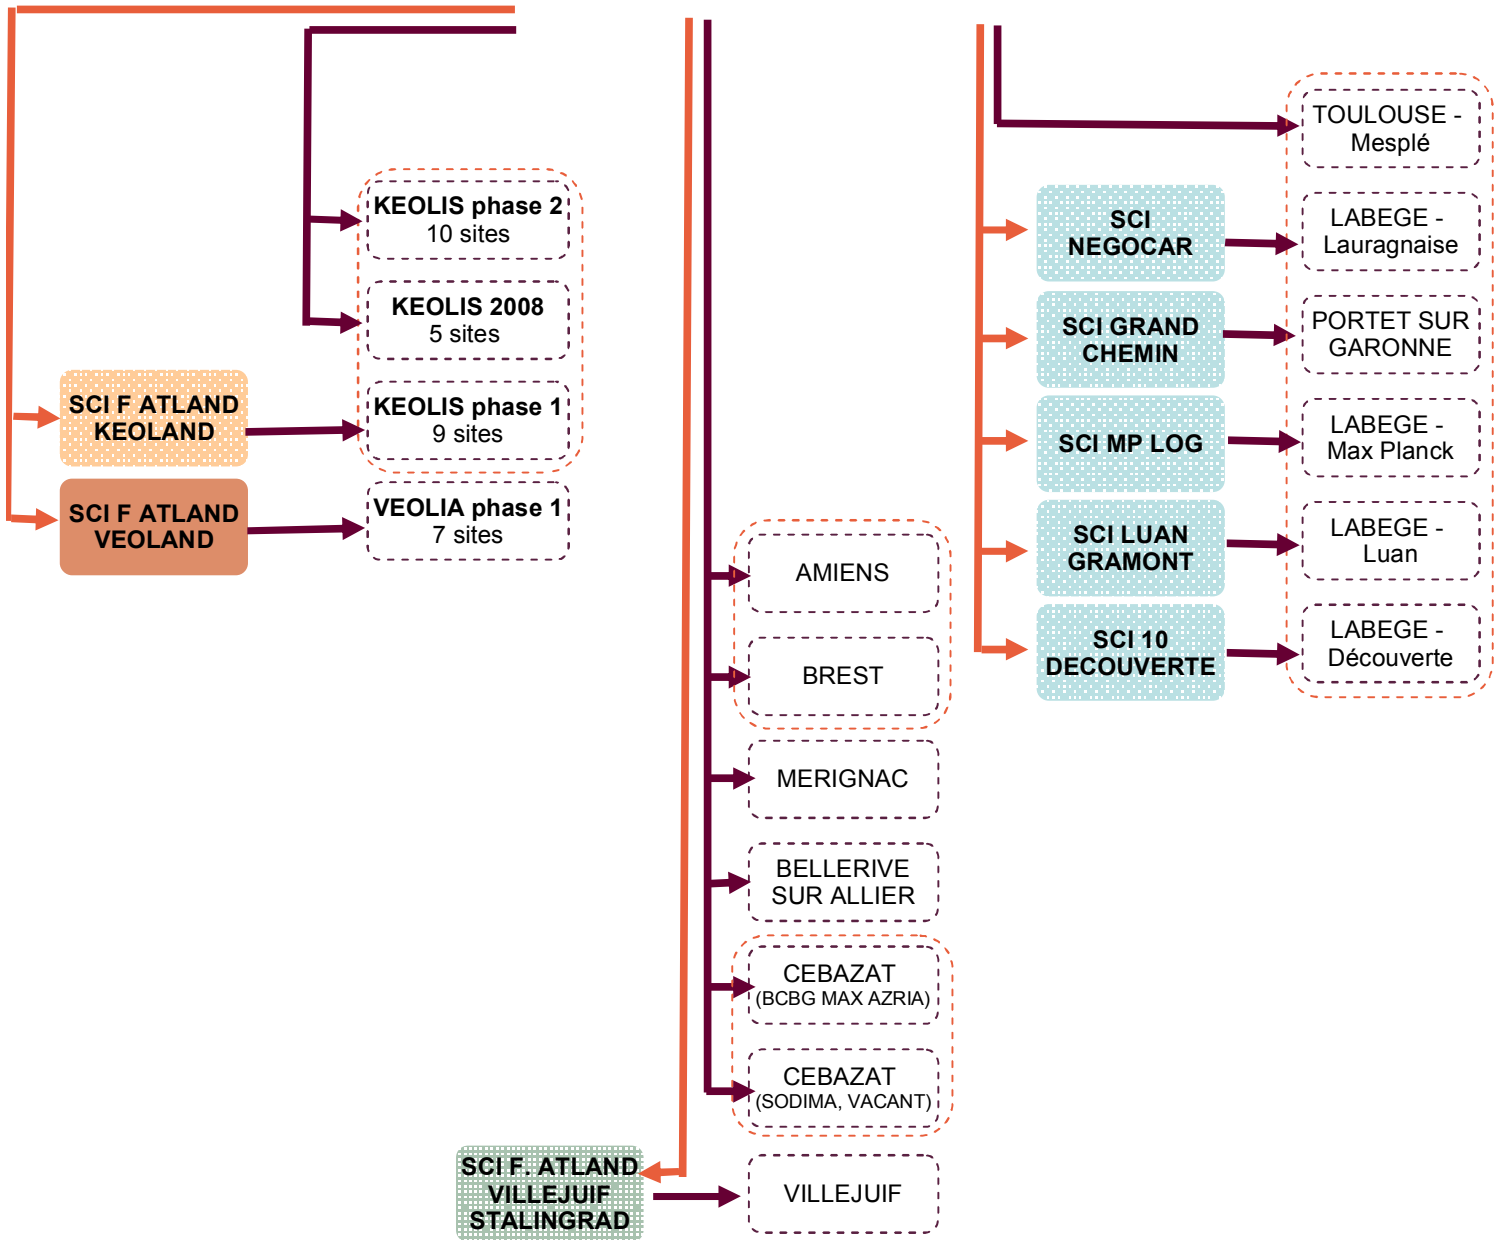 KEOLIS phase 2
10 sites
KEOLIS 2008
5 sites
SCI F ATLAND
KEOLAND
KEOLIS phase 1
9 sites
SCI F ATLAND
VEOLAND
VEOLIA phase 1
7 sites
AMIENS
BREST
MERIGNAC
BELLERIVE
SUR ALLIER
CEBAZAT
(BCBG MAX AZRIA)
CEBAZAT
(SODIMA, VACANT)
SCI F. ATLAND
VILLEJUIF
STALINGRAD
VILLEJUIF
TOULOUSE -
Mesplé
SCI
NEGOCAR
LABEGE -
Lauragnaise
SCI GRAND
CHEMIN
PORTET SUR
GARONNE
SCI MP LOG
LABEGE -
Max Planck
SCI LUAN
GRAMONT
LABEGE -
Luan
SCI 10
DECOUVERTE
LABEGE -
Découverte